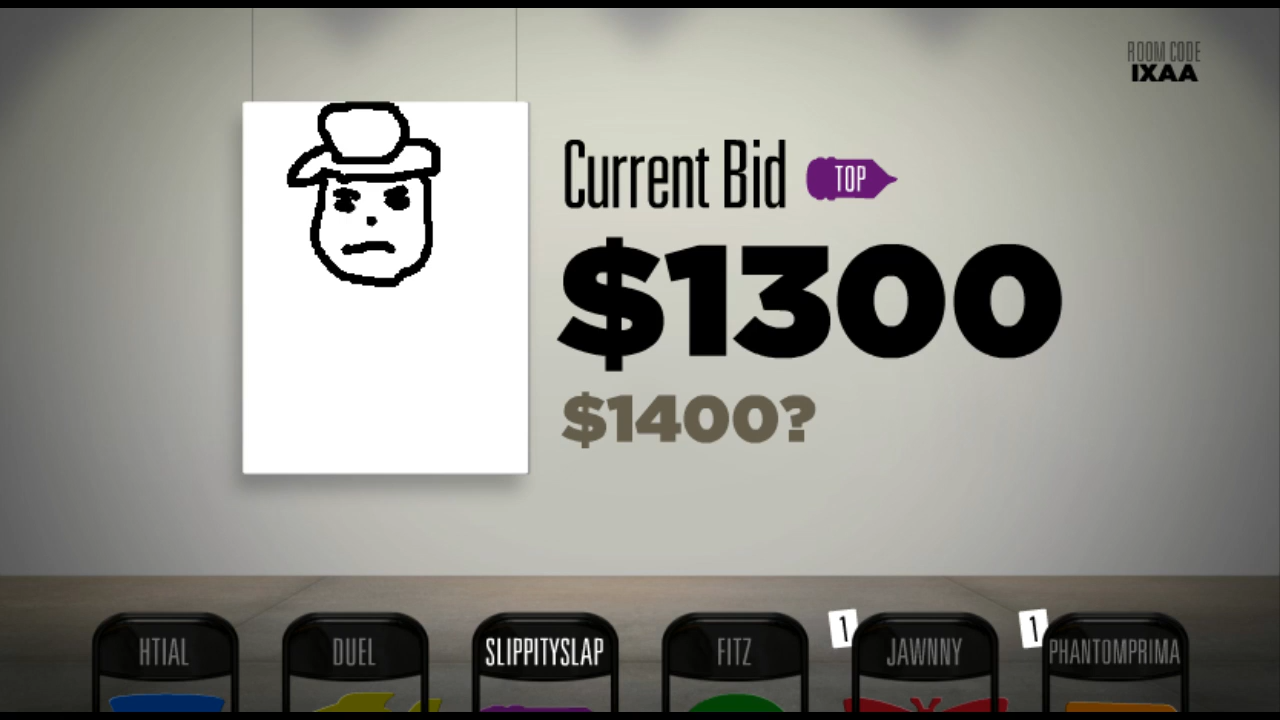 ROOM CODE
IXAA
Current Bid TOP
$1300
$1400?
1 1
HTIAL DUEL SLIPPITYSLAP FITZ JAWNNY PHANTOMPRIMA